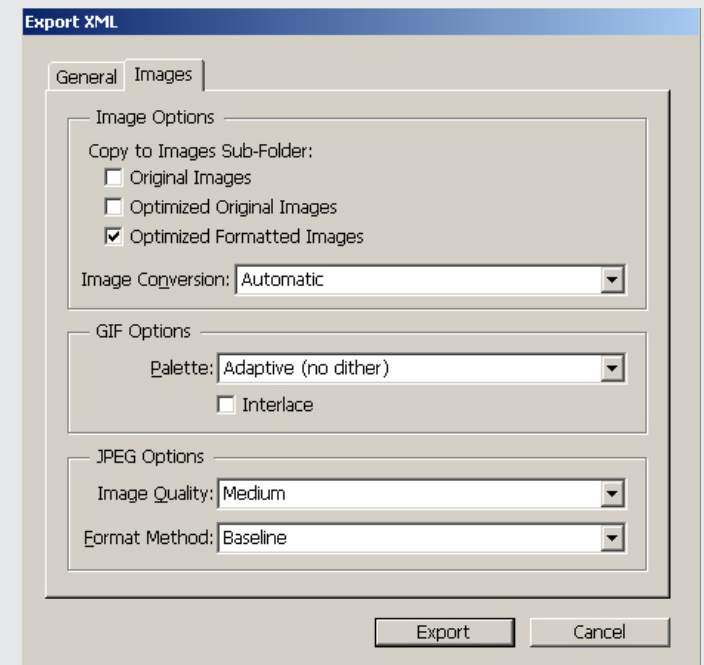 Export XML
General Images
Image Options
Copy to Images Sub-Folder:
Original Images
Optimized Original Images
Optimized Formatted Images
Image Conversion: Automatic
GIF Options
Palette: Adaptive (no dither)
Interlace
JPEG Options
Image Quality: Medium
Format Method: Baseline
Export Cancel